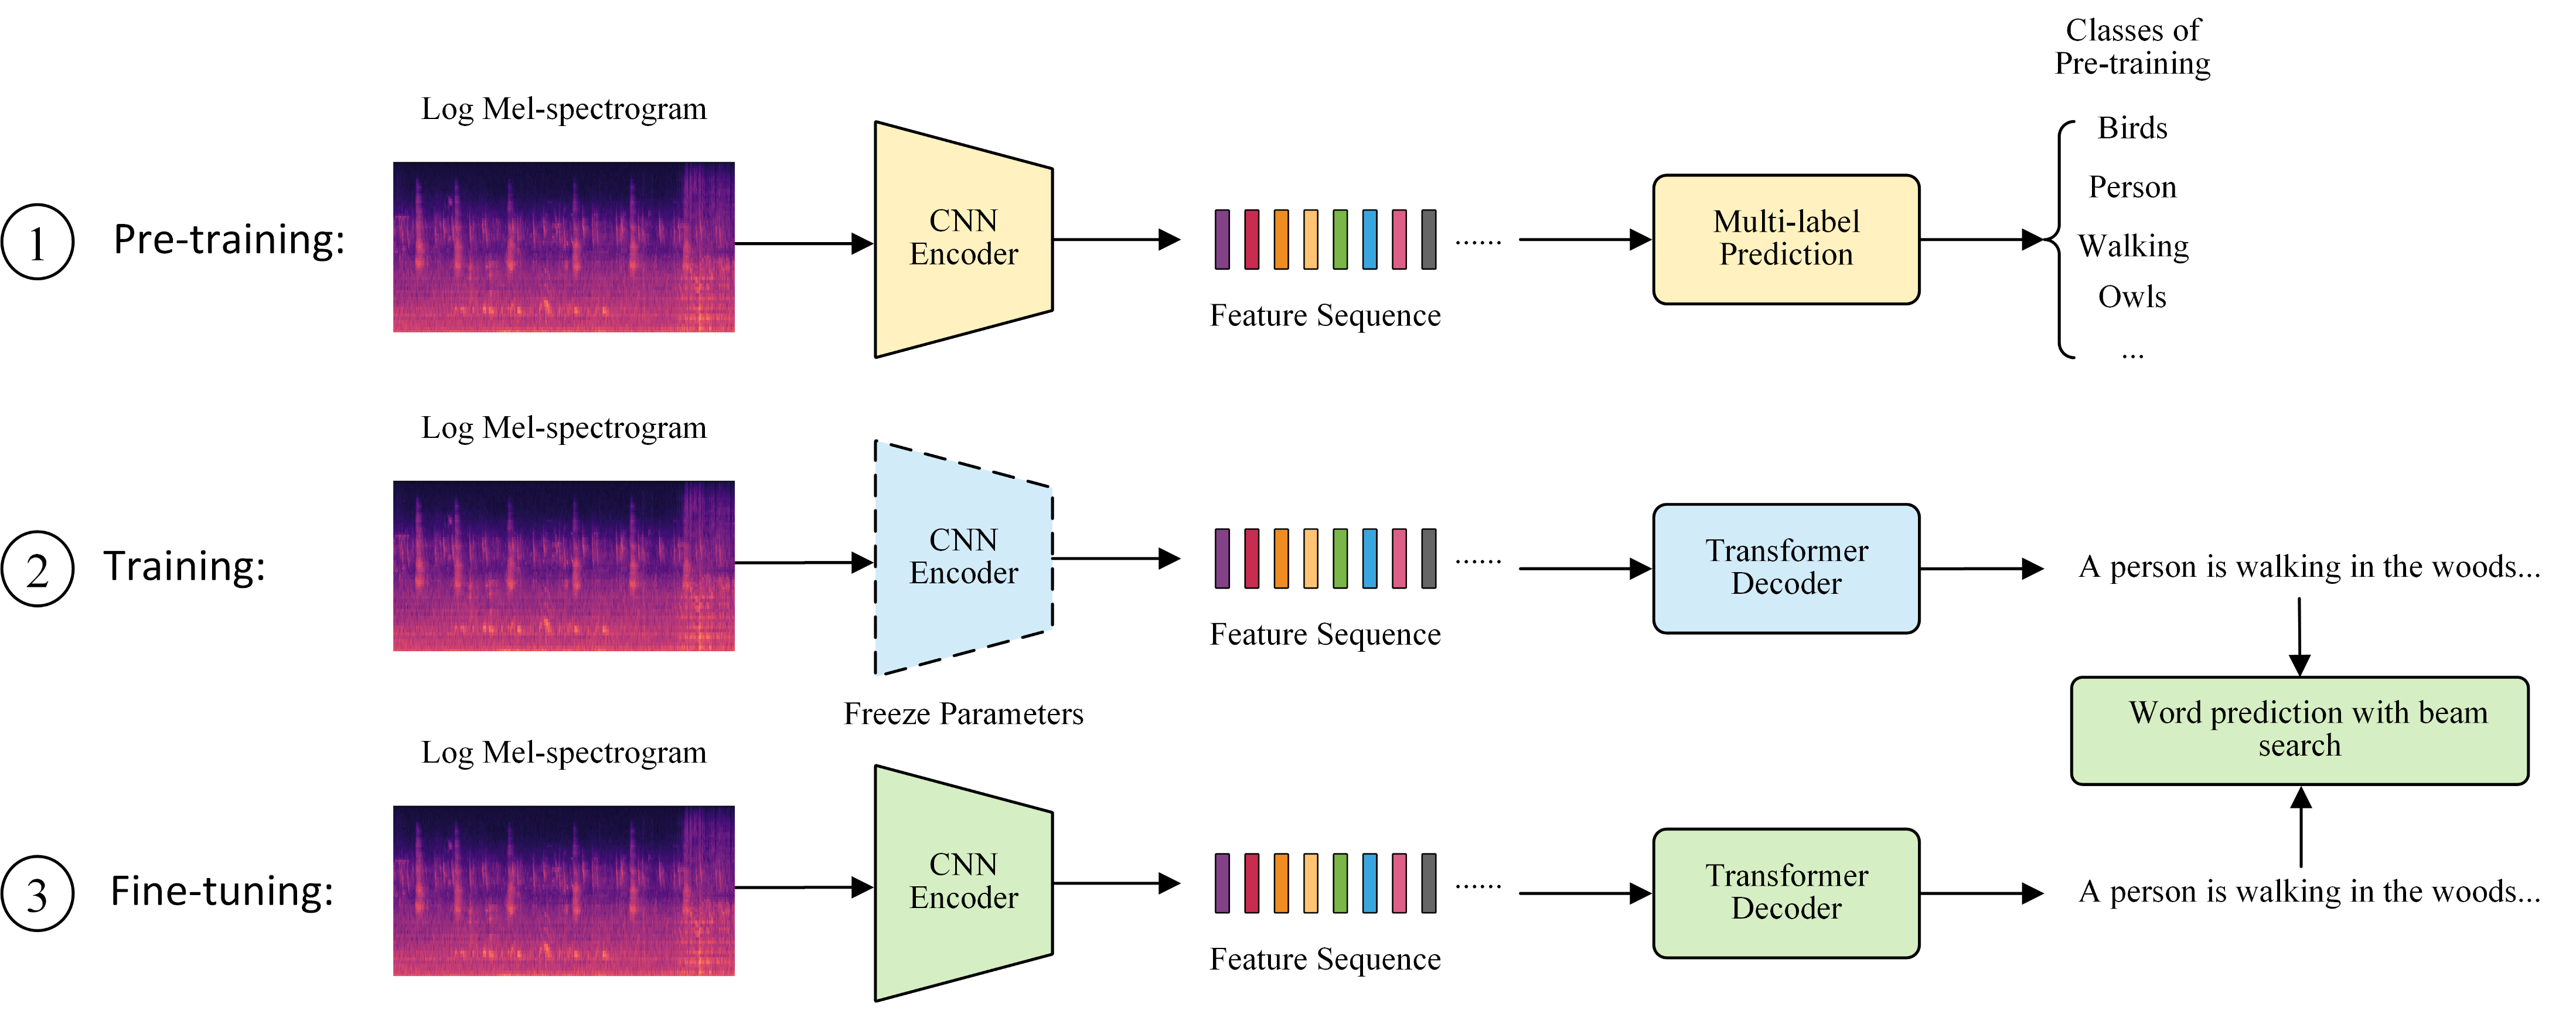 Classes of
Pre-training
Log Mel-spectrogram
1
Pre-training:
CNN
Encoder
......
Feature Sequence
Multi-label
Prediction
Birds
Person
Walking
Owls
...
Log Mel-spectrogram
2
Training:
CNN
Encoder
Freeze Parameters
......
Feature Sequence
Transformer
Decoder
A person is walking in the woods...
Word prediction with beam
search
Log Mel-spectrogram
3
Fine-tuning:
CNN
Encoder
......
Feature Sequence
Transformer
Decoder
A person is walking in the woods...